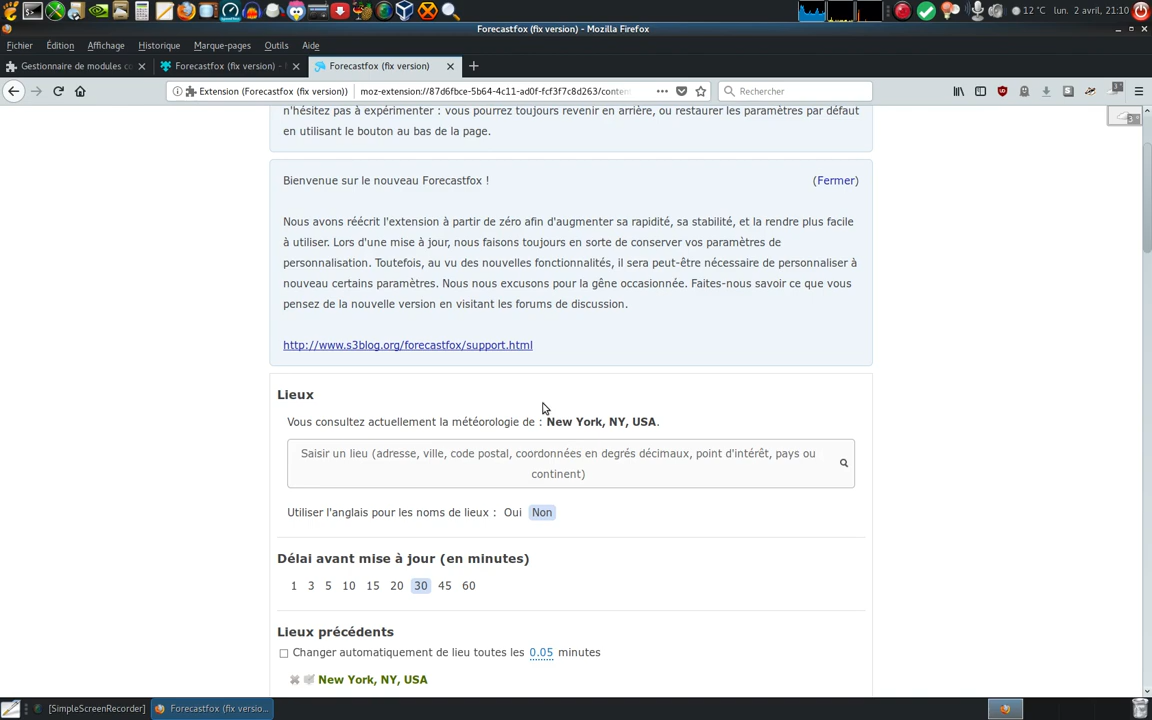 12 °C lun. 2 avril, 21:10
Forecastfox (fix version) - Mozilla Firefox
Fichier Édition Affichage Historique Marque-pages Outils Aide
Gestionnaire de modules co
Forecastfox (fix version) -
Forecastfox (fix version)
Extension (Forecastfox (fix version)) moz-extension://87d6fbce-5b64-4c11-ad0f-fcf3f7c8d263/conten
Rechercher
3
3
n'hésitez pas à expérimenter : vous pourrez toujours revenir en arrière, ou restaurer les paramètres par défaut
en utilisant le bouton au bas de la page.
Bienvenue sur le nouveau Forecastfox ! (Fermer)
Nous avons réécrit l'extension à partir de zéro afin d'augmenter sa rapidité, sa stabilité, et la rendre plus facile
à utiliser. Lors d'une mise à jour, nous faisons toujours en sorte de conserver vos paramètres de
personnalisation. Toutefois, au vu des nouvelles fonctionnalités, il sera peut-être nécessaire de personnaliser à
nouveau certains paramètres. Nous nous excusons pour la gêne occasionnée. Faites-nous savoir ce que vous
pensez de la nouvelle version en visitant les forums de discussion.
http://www.s3blog.org/forecastfox/support.html
Lieux
Vous consultez actuellement la météorologie de : New York, NY, USA.
Saisir un lieu (adresse, ville, code postal, coordonnées en degrés décimaux, point d'intérêt, pays ou
continent)
Utiliser l'anglais pour les noms de lieux : Oui Non
Délai avant mise à jour (en minutes)
1 3 5 10 15 20 30 45 60
Lieux précédents
Changer automatiquement de lieu toutes les 0.05 minutes
New York, NY, USA
[SimpleScreenRecorder] Forecastfox (fix versio...